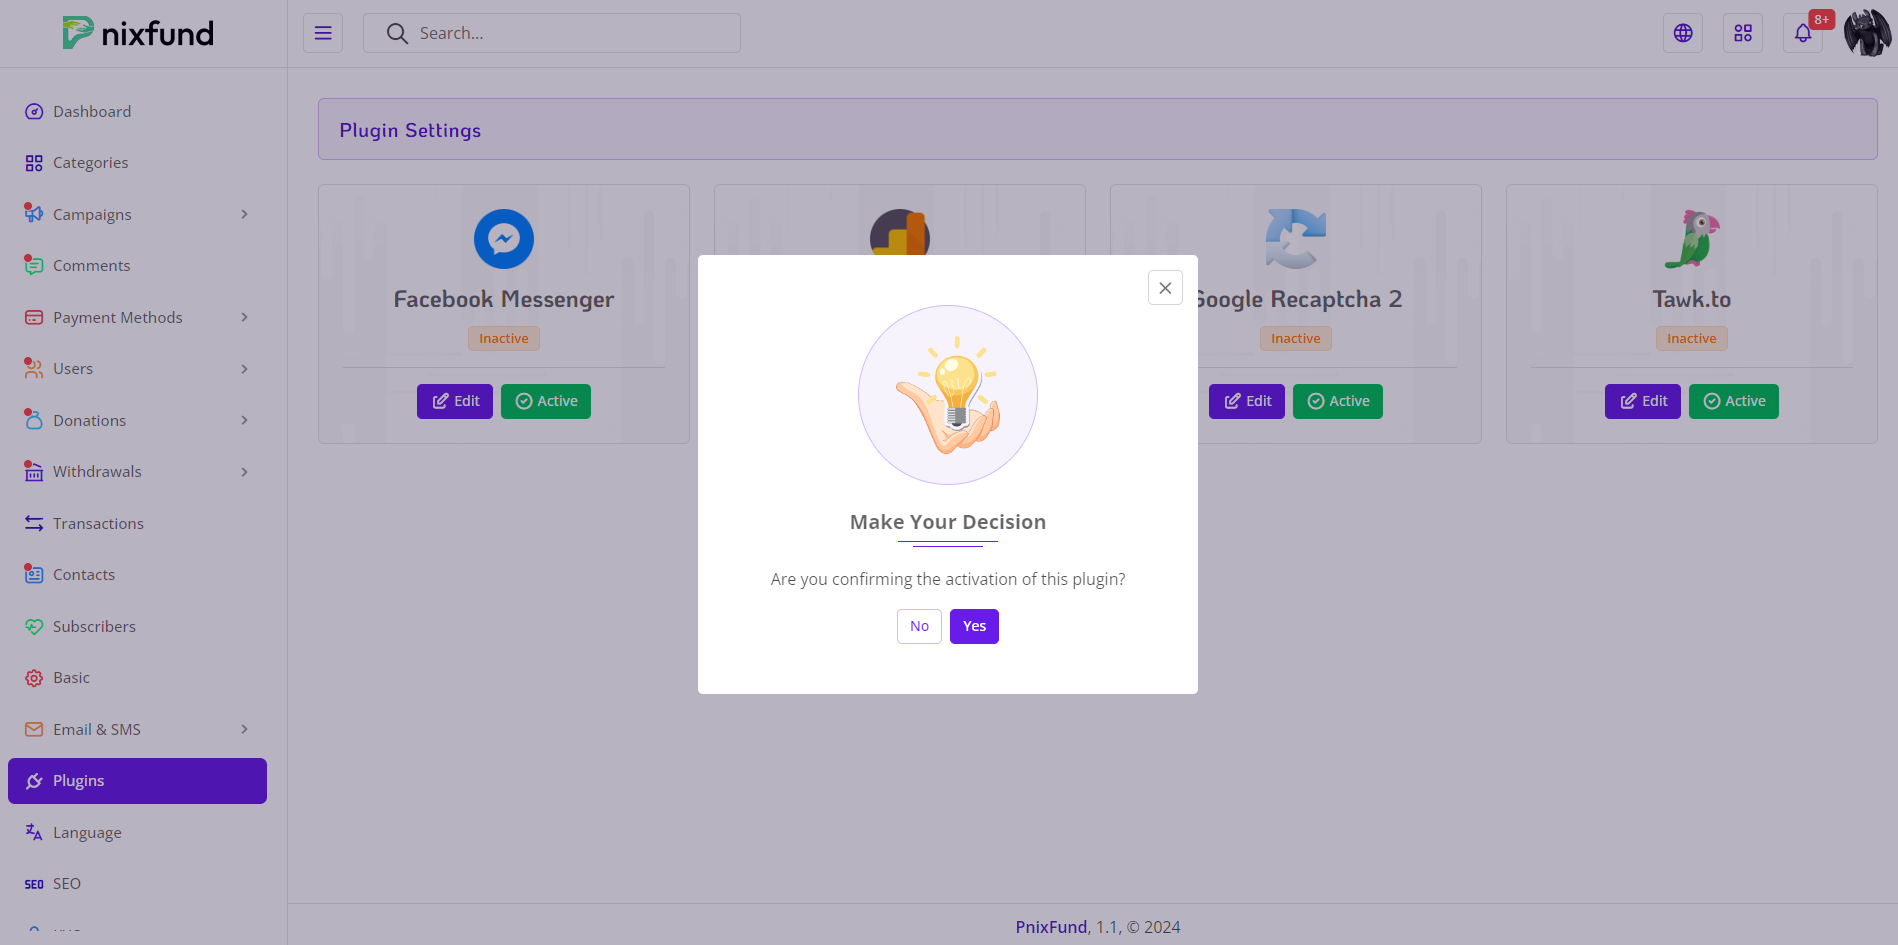 nixfund
Search...
8+
Dashboard
Categories
Campaigns
Comments
Payment Methods
Users
Donations
Withdrawals
Transactions
Contacts
Subscribers
Basic
Email & SMS
Plugins
Language
SEO SEO
Plugin Settings
Facebook Messenger
Inactive
Edit Active
Google Recaptcha 2
Inactive
Edit Active
Tawk.to
Inactive
Edit Active
Make Your Decision
Are you confirming the activation of this plugin?
No Yes
PnixFund, 1.1, © 2024